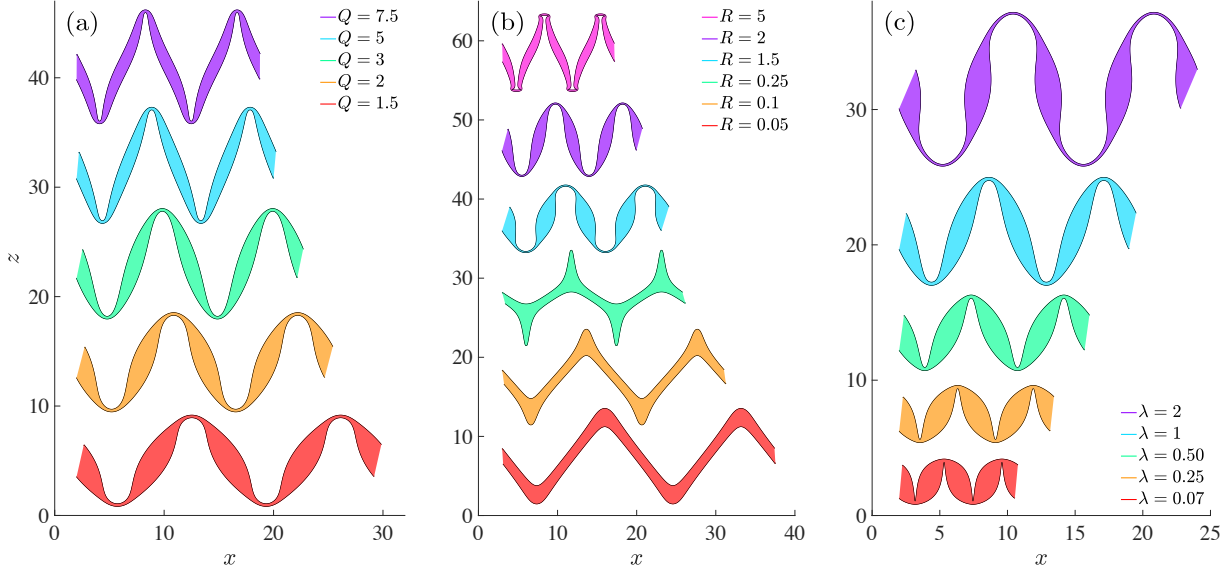 (a)
Q = 7.5
Q = 5
Q = 3
Q = 2
Q = 1.5
40
30
20
10
0
z
0 10 20 30
x
(b)
R = 5
R = 2
R = 1.5
R = 0.25
R = 0.1
R = 0.05
60
50
40
30
20
10
0
0 10 20 30 40
x
(c)
30
20
10
0
λ = 2
λ = 1
λ = 0.50
λ = 0.25
λ = 0.07
0 5 10 15 20 25
x